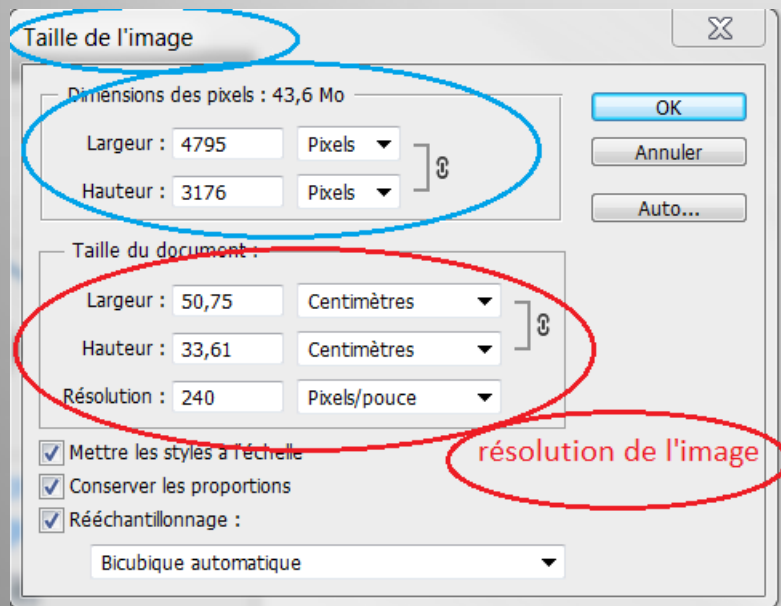 Taille de l'image
Dimensions des pixels : 43,6 Mo
Largeur : 4795 Pixels
Hauteur : 3176 Pixels
OK
Annuler
Auto...
Taille du document :
Largeur : 50,75 Centimètres
Hauteur : 33,61 Centimètres
Résolution : 240 Pixels/pouce
résolution de l'image
Mettre les styles à l'échelle
Conserver les proportions
Rééchantillonnage :
Bicubique automatique